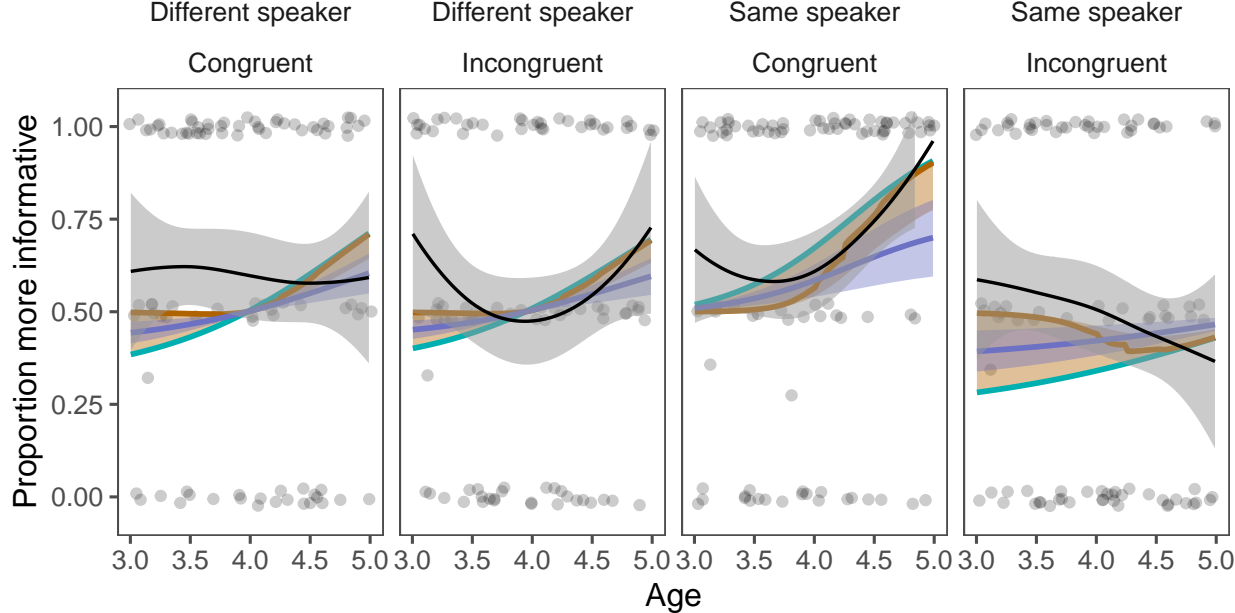 Different speaker Different speaker Same speaker Same speaker
Congruent Incongruent Congruent Incongruent
Proportion more informative
1.00
0.75
0.50
0.25
0.00
3.0 3.5 4.0 4.5 5.0 3.0 3.5 4.0 4.5 5.0 3.0 3.5 4.0 4.5 5.0 3.0 3.5 4.0 4.5 5.0
Age